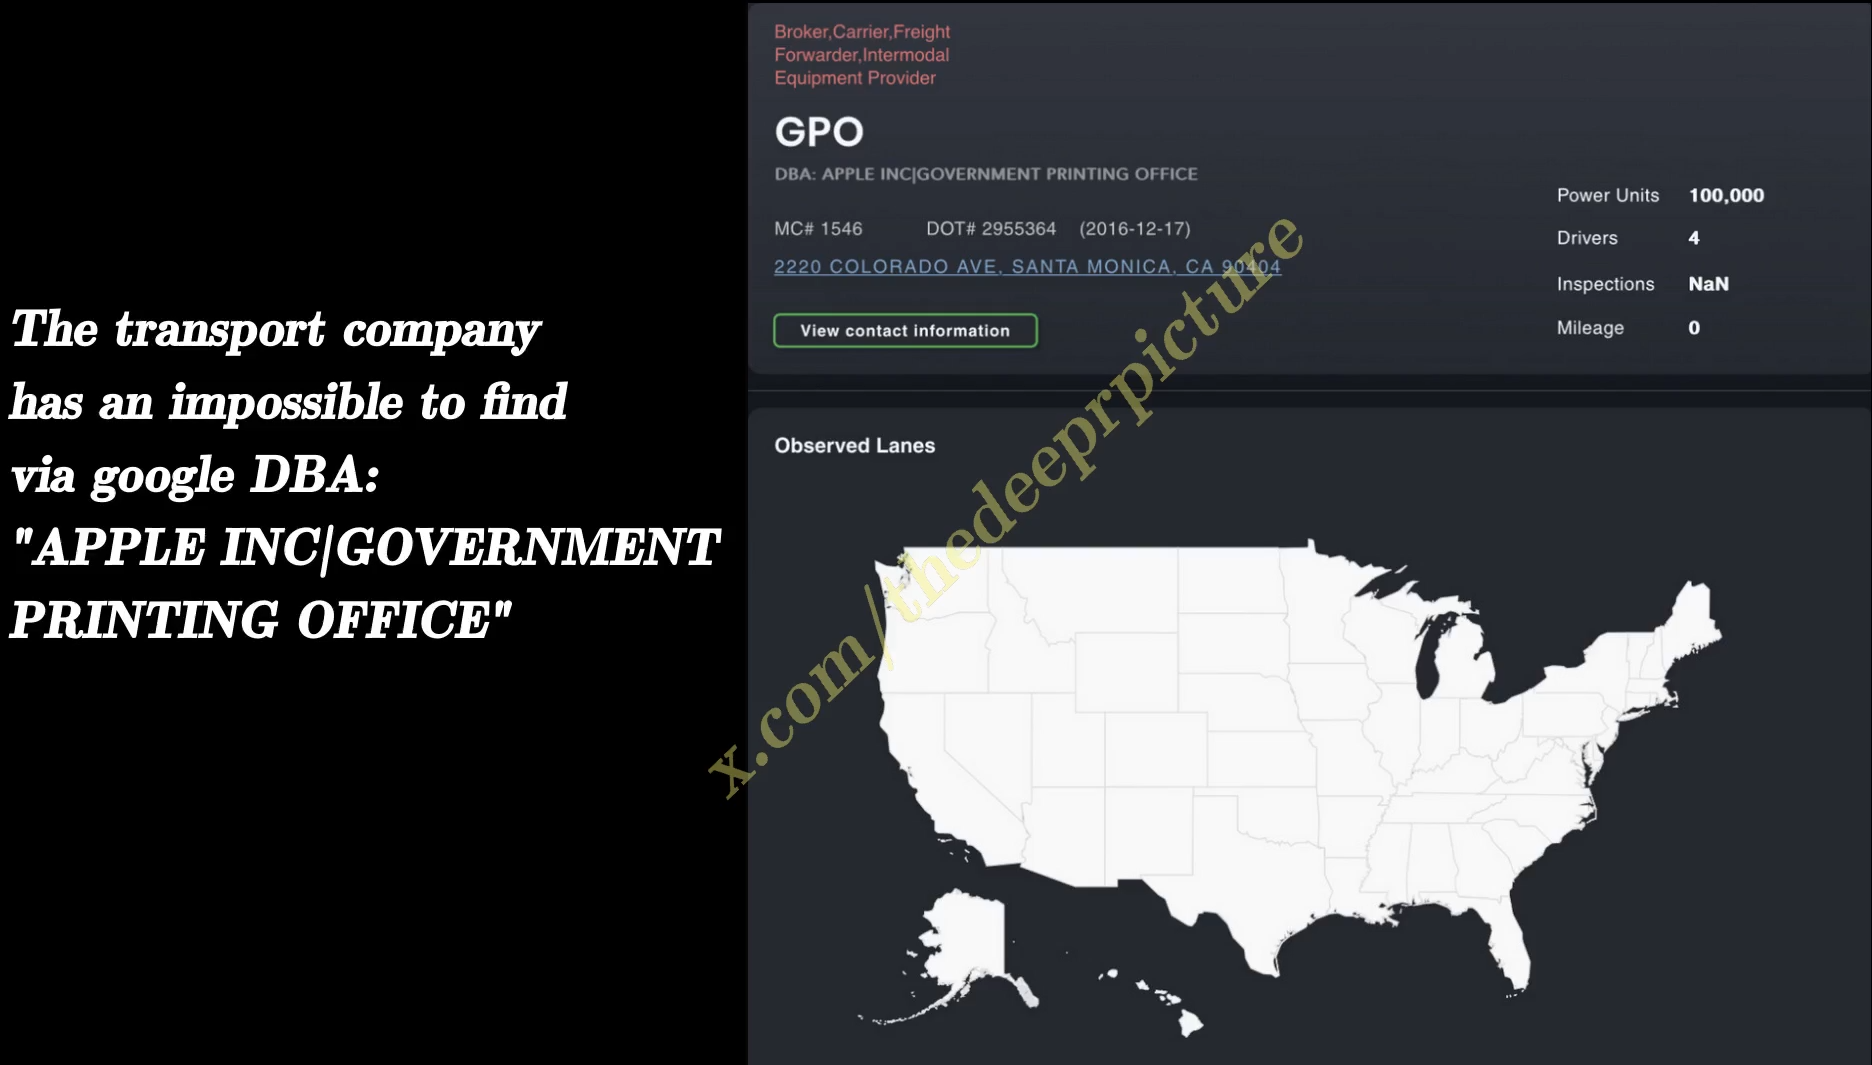 The transport company
has an impossible to find
via google DBA:
"APPLE INC|GOVERNMENT
PRINTING OFFICE"
Broker,Carrier,Freight
Forwarder,Intermodal
Equipment Provider
GPO
DBA: APPLE INC|GOVERNMENT PRINTING OFFICE
MC# 1546 DOT# 2955364 (2016-12-17)
2220 COLORADO AVE, SANTA MONICA, CA 90404
View contact information
Power Units 100,000
Drivers 4
Inspections NaN
Mileage 0
Observed Lanes
x.com/thedeeprpicture